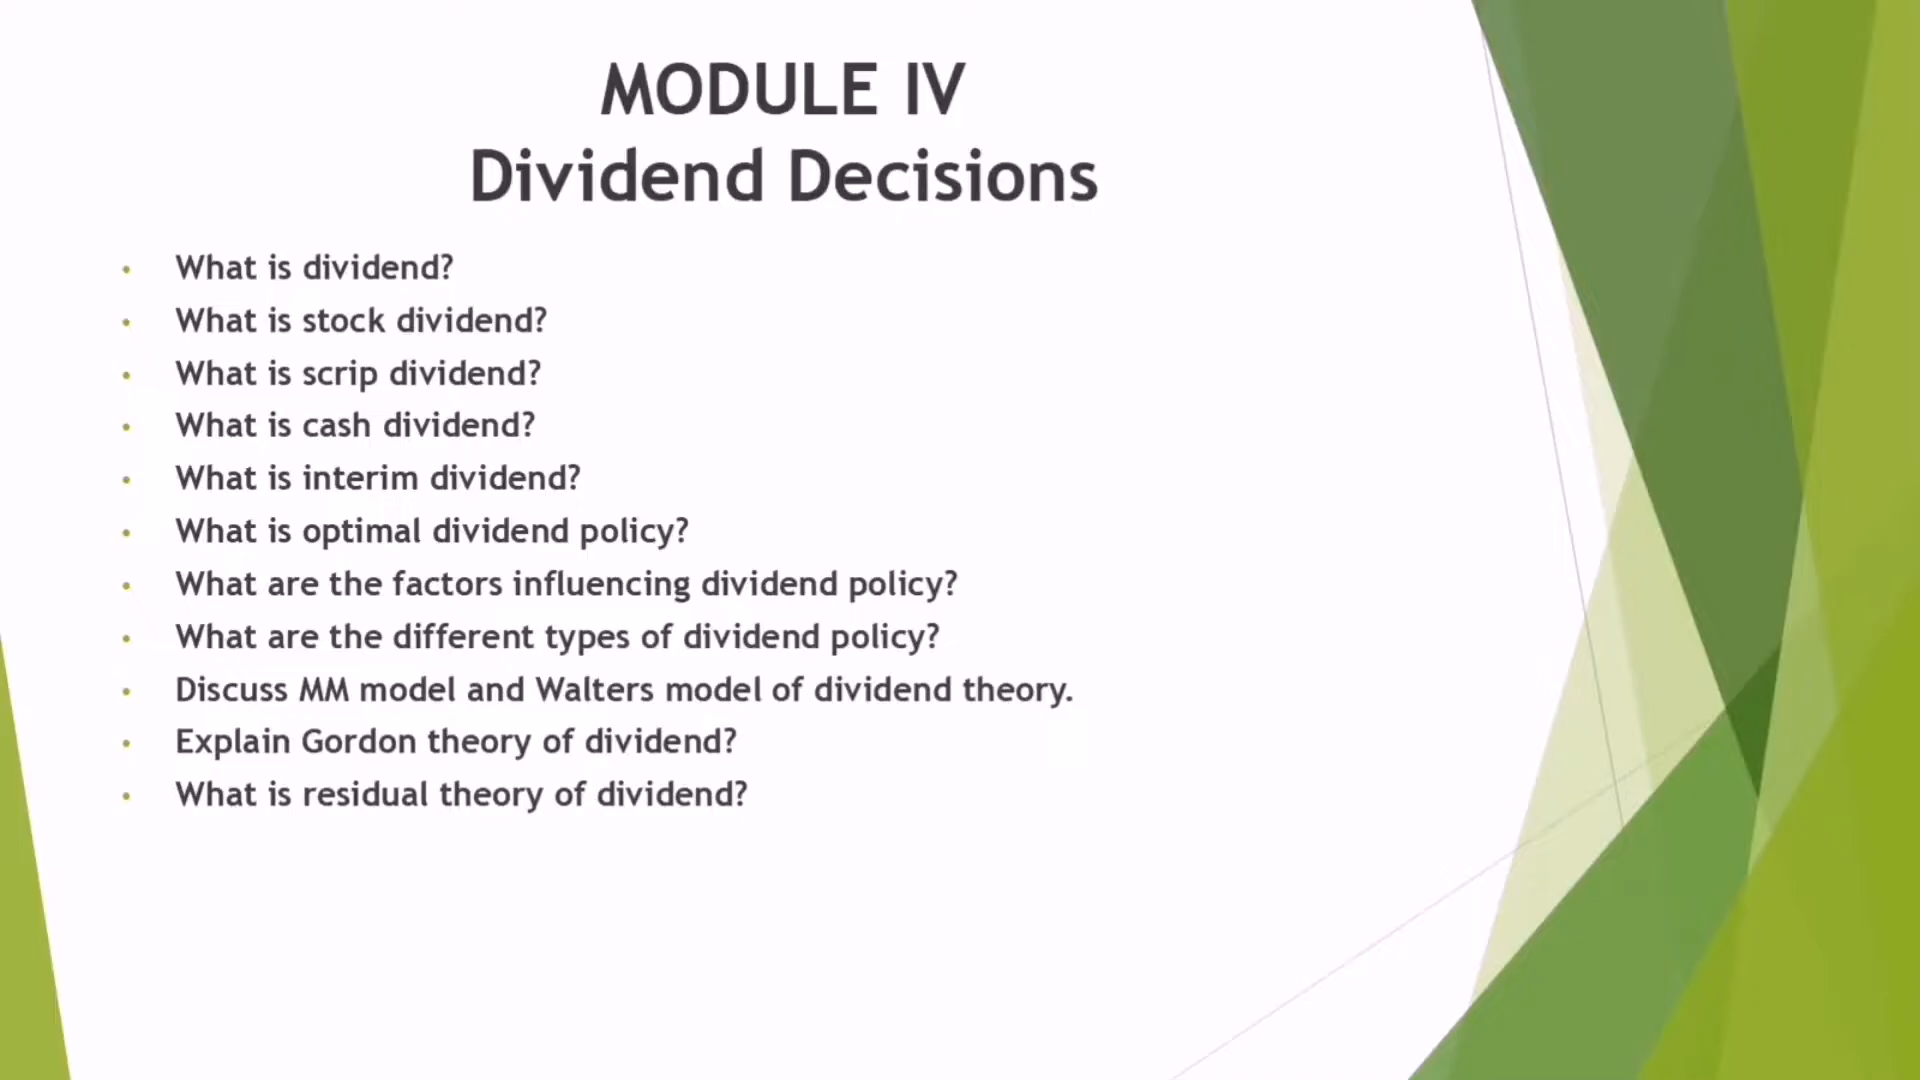 MODULE IV
Dividend Decisions
• What is dividend?
• What is stock dividend?
• What is scrip dividend?
• What is cash dividend?
• What is interim dividend?
• What is optimal dividend policy?
• What are the factors influencing dividend policy?
• What are the different types of dividend policy?
• Discuss MM model and Walters model of dividend theory.
• Explain Gordon theory of dividend?
• What is residual theory of dividend?